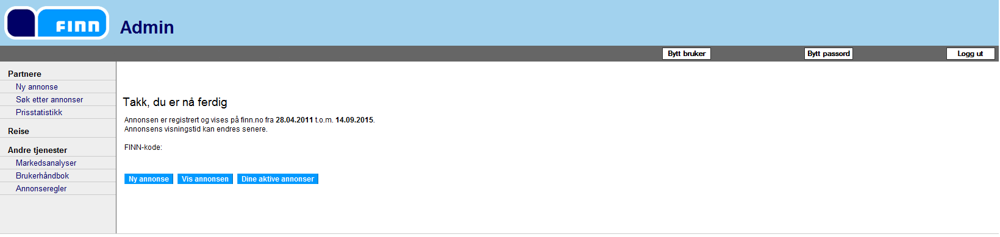 FINN
Admin
Bytt bruker
Bytt passord
Logg ut
Partnere
Ny annonse
Søk etter annonser
Prisstatistikk
Reise
Andre tjenester
Markedsanalyser
Brukerhåndbok
Annonseregler
Takk, du er nå ferdig
Annonsen er registrert og vises på finn.no fra 28.04.2011 t.o.m. 14.09.2015.
Annonsens visningstid kan endres senere.
FINN-kode:
Ny annonse
Vis annonsen
Dine aktive annonser